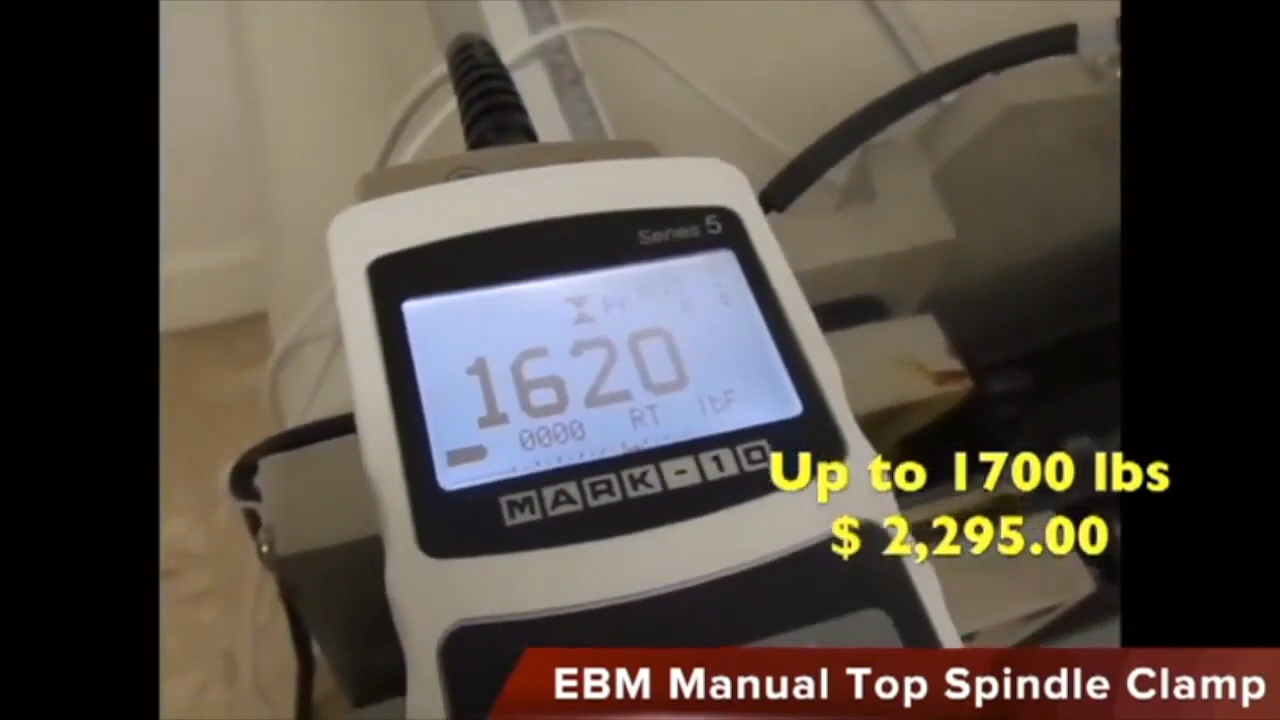 Series 5
1620
0000 RT lbF
MARK-10
Up to 1700 lbs
$ 2,295.00
EBM Manual Top Spindle Clamp